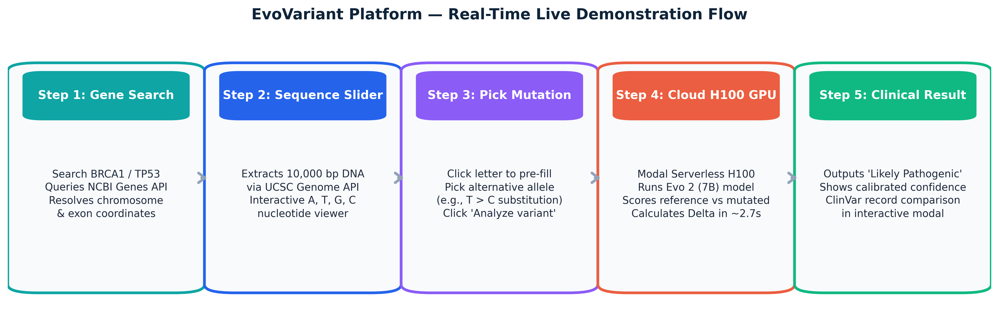 EvoVariant Platform — Real-Time Live Demonstration Flow
Step 1: Gene Search
Search BRCA1 / TP53
Queries NCBI Genes API
Resolves chromosome
& exon coordinates
Step 2: Sequence Slider
Extracts 10,000 bp DNA
via UCSC Genome API
Interactive A, T, G, C
nucleotide viewer
Step 3: Pick Mutation
Click letter to pre-fill
Pick alternative allele
(e.g., T > C substitution)
Click 'Analyze variant'
Step 4: Cloud H100 GPU
Modal Serverless H100
Runs Evo 2 (7B) model
Scores reference vs mutated
Calculates Delta in ~2.7s
Step 5: Clinical Result
Outputs 'Likely Pathogenic'
Shows calibrated confidence
ClinVar record comparison
in interactive modal